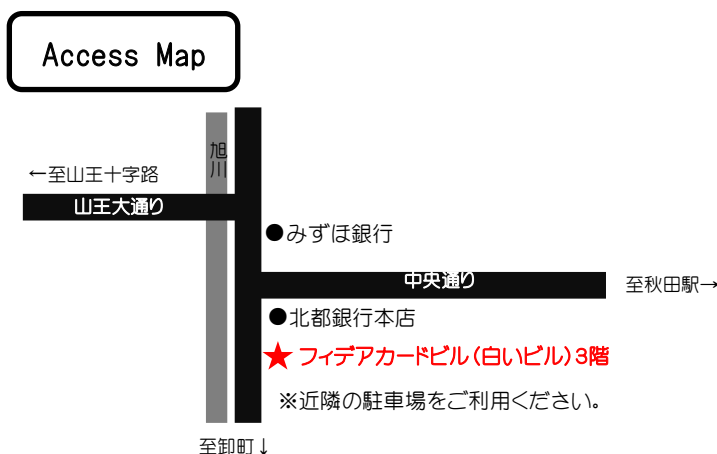 Access Map
旭川
←至山王十字路
山王大通り
●みずほ銀行
中央通り
至秋田駅→
●北都銀行本店
★ フィデアカードビル(白いビル)3階
※近隣の駐車場をご利用ください。
至卸町↓